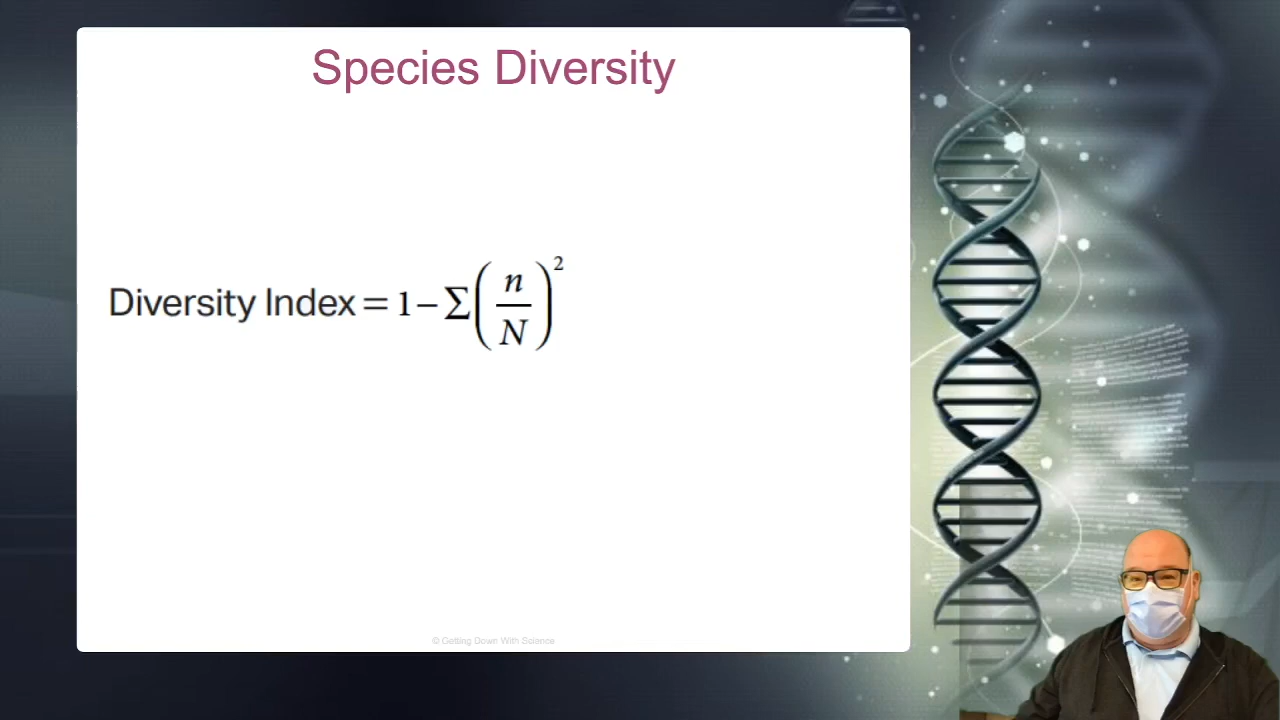 Species Diversity
Diversity Index = 1 – Σ(n/N)²
© Getting Down With Science